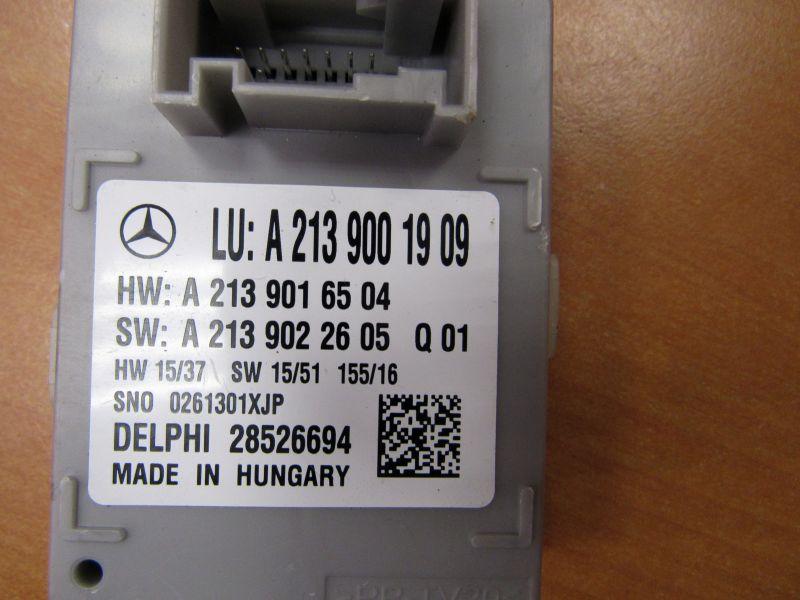 LU: A 213 900 19 09
HW: A 213 901 65 04
SW: A 213 902 26 05 Q 01
HW 15/37 SW 15/51 155/16
SNO 0261301XJP
DELPHI 28526694
MADE IN HUNGARY